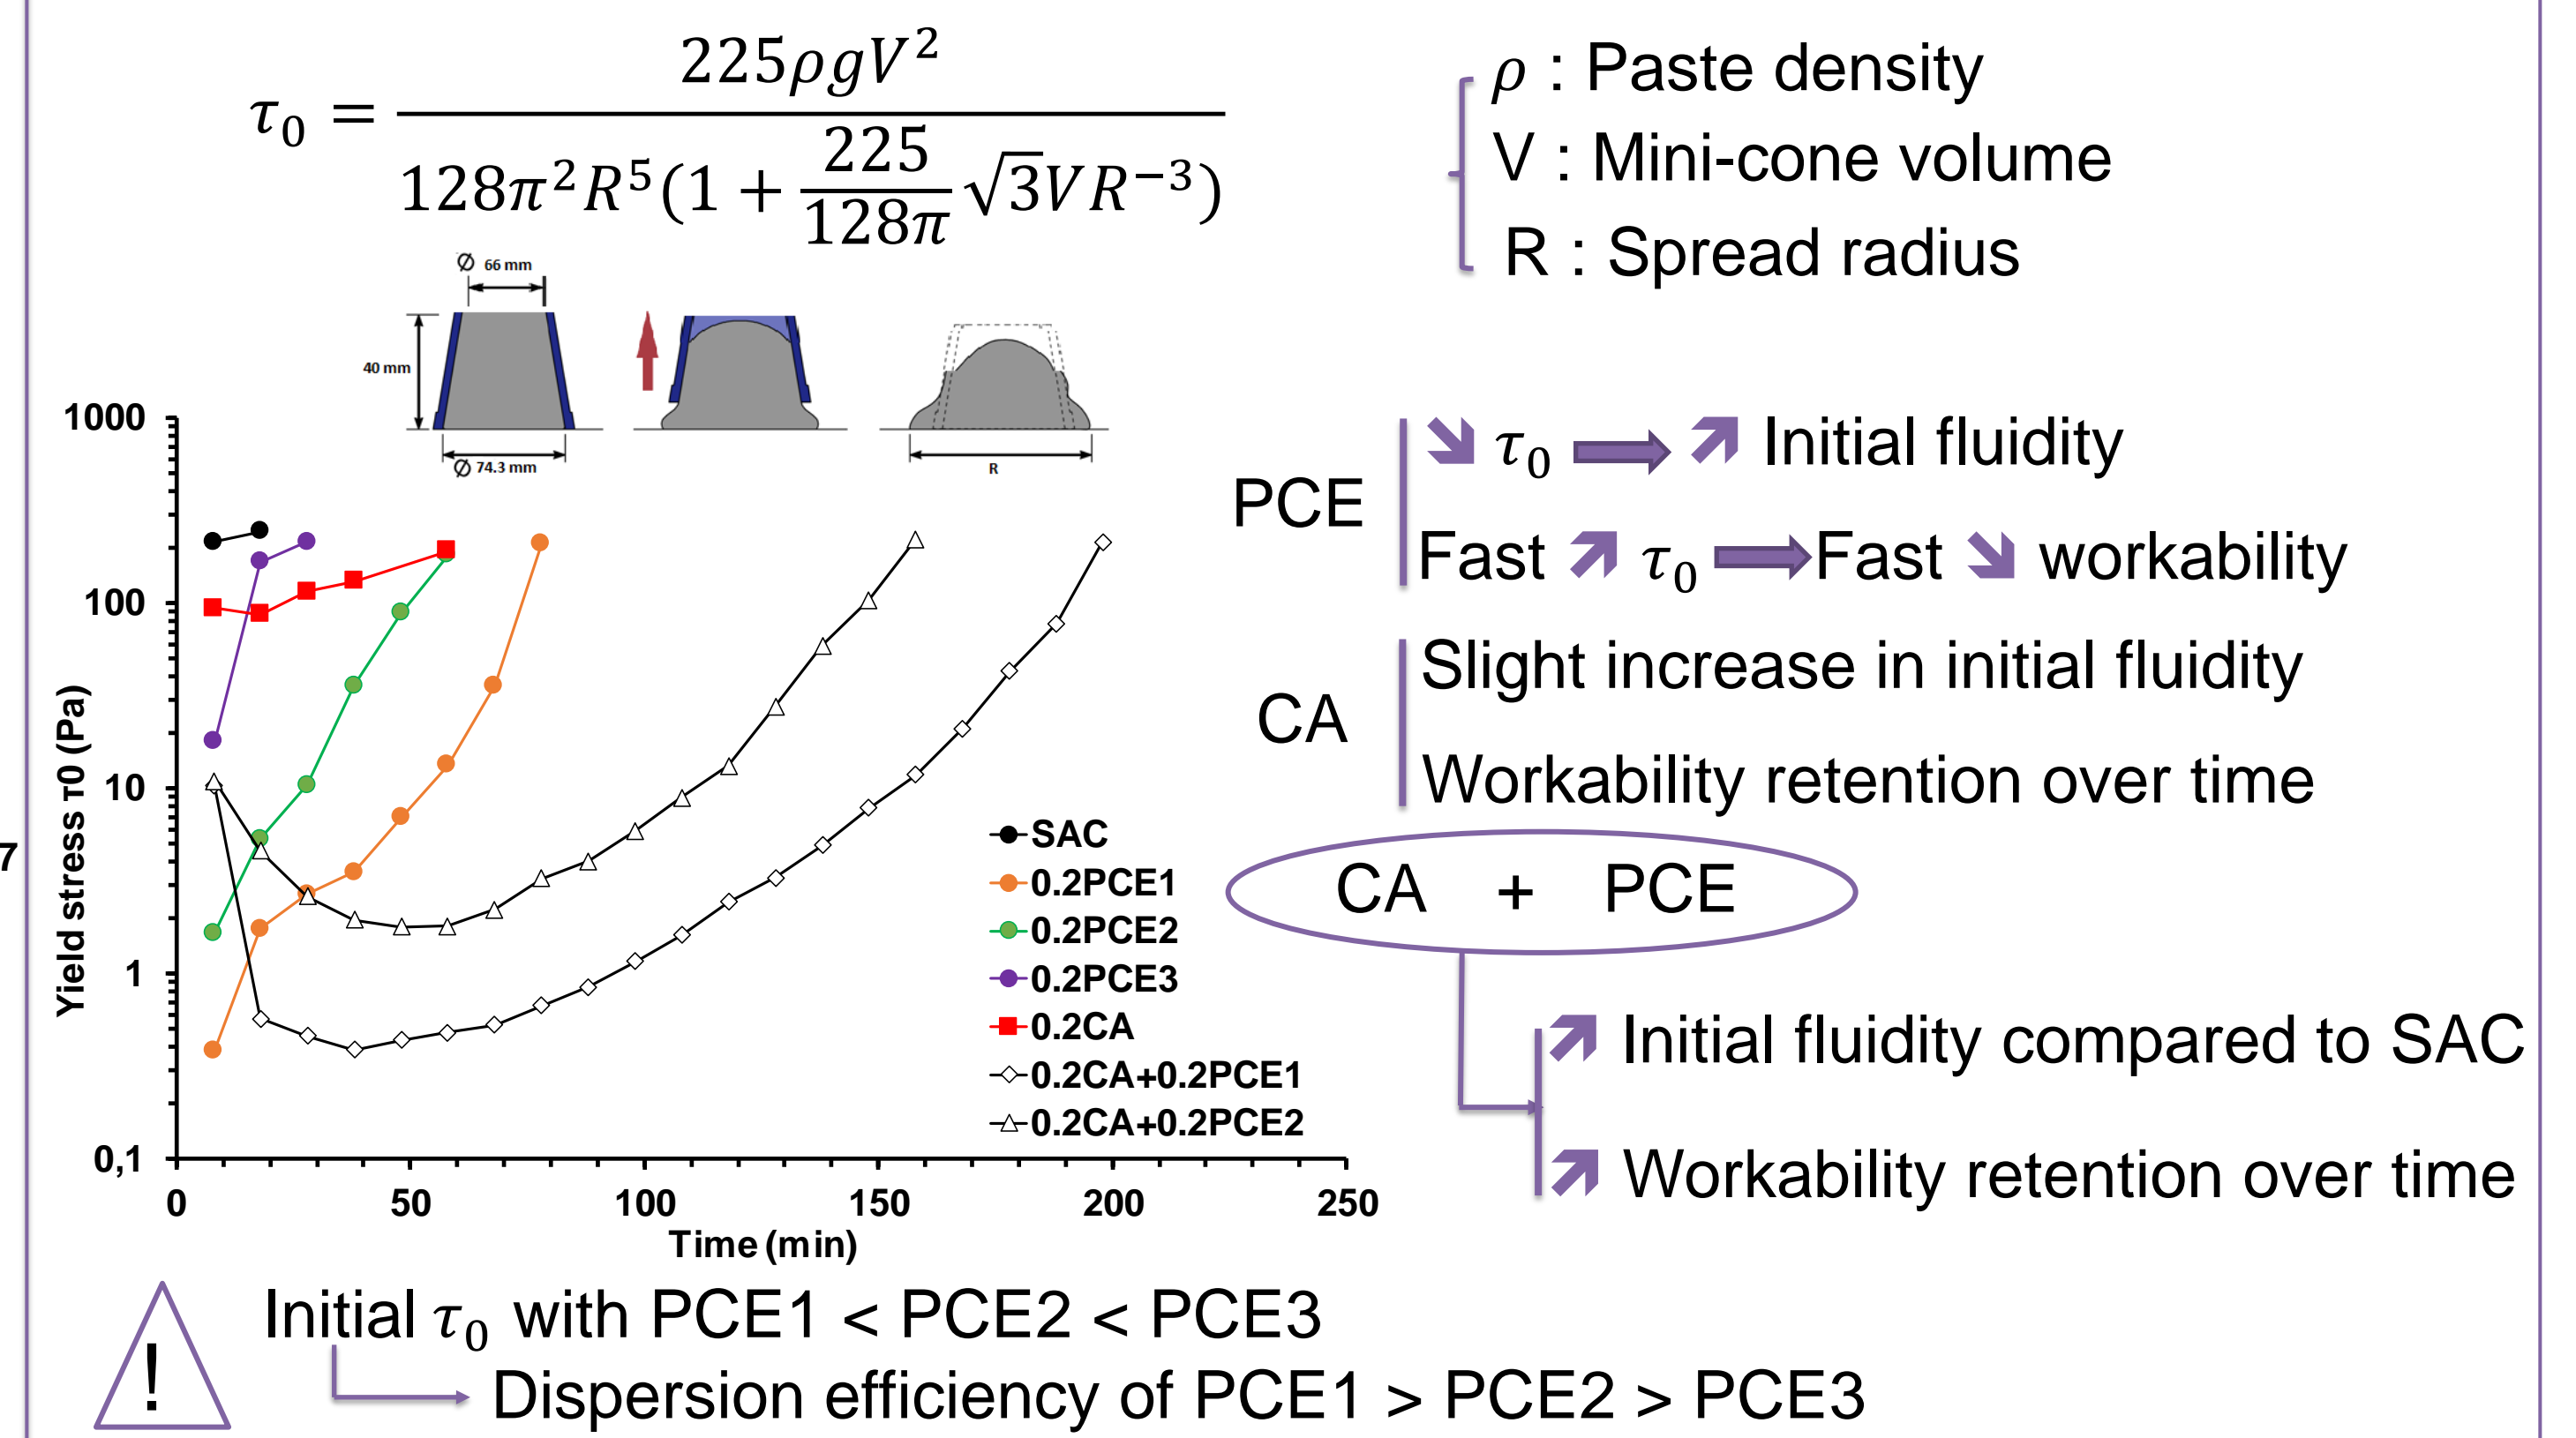 τ₀ = 225ρgV² / 128π²R⁵(1 + 225/128π √3VR⁻³)
ρ : Paste density
V : Mini-cone volume
R : Spread radius
Ø 66 mm
40 mm
Ø 74.3 mm
R
1000
100
10
1
0,1
Yield stress τ0 (Pa)
0 50 100 150 200 250
Time (min)
SAC
0.2PCE1
0.2PCE2
0.2PCE3
0.2CA
0.2CA+0.2PCE1
0.2CA+0.2PCE2
7
PCE
↘ τ₀ ⟹ ↗ Initial fluidity
Fast ↗ τ₀ ⟹ Fast ↘ workability
CA
Slight increase in initial fluidity
Workability retention over time
CA + PCE
↗ Initial fluidity compared to SAC
↗ Workability retention over time
!
Initial τ₀ with PCE1 < PCE2 < PCE3
Dispersion efficiency of PCE1 > PCE2 > PCE3